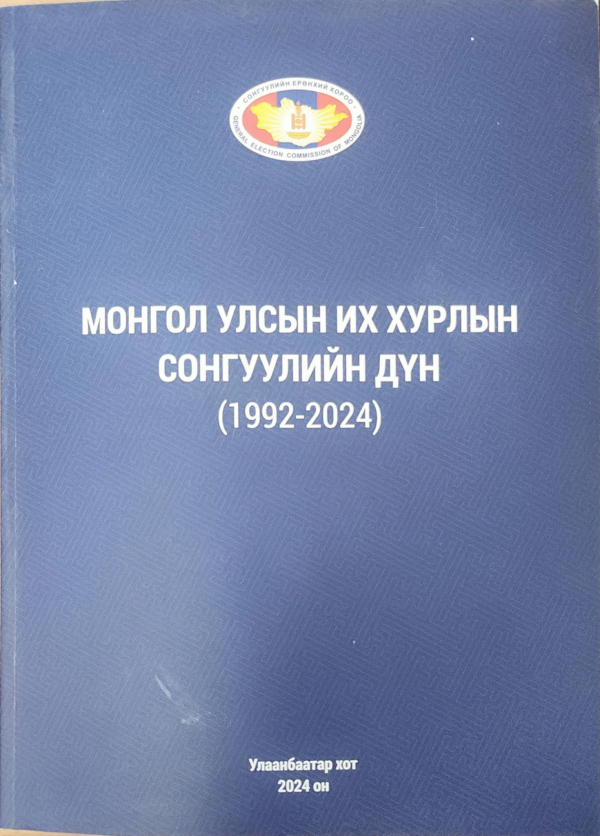 • СОНГУУЛИЙН ЕРӨНХИЙ ХОРОО •
GENERAL ELECTION COMMISSION OF MONGOLIA
МОНГОЛ УЛСЫН ИХ ХУРЛЫН
СОНГУУЛИЙН ДҮН
(1992-2024)
Улаанбаатар хот
2024 он